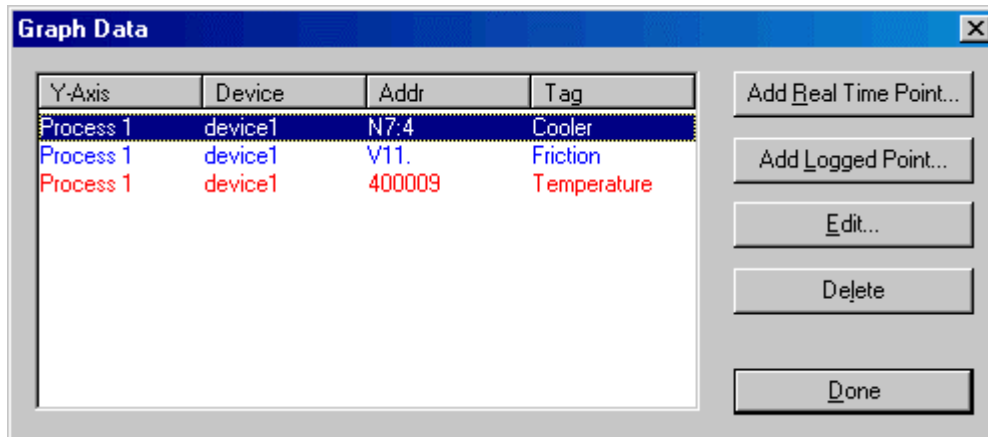 Graph Data
Y-Axis Device Addr Tag
Process 1 device1 N7:4 Cooler
Process 1 device1 V11. Friction
Process 1 device1 400009 Temperature
Add Real Time Point...
Add Logged Point...
Edit...
Delete
Done